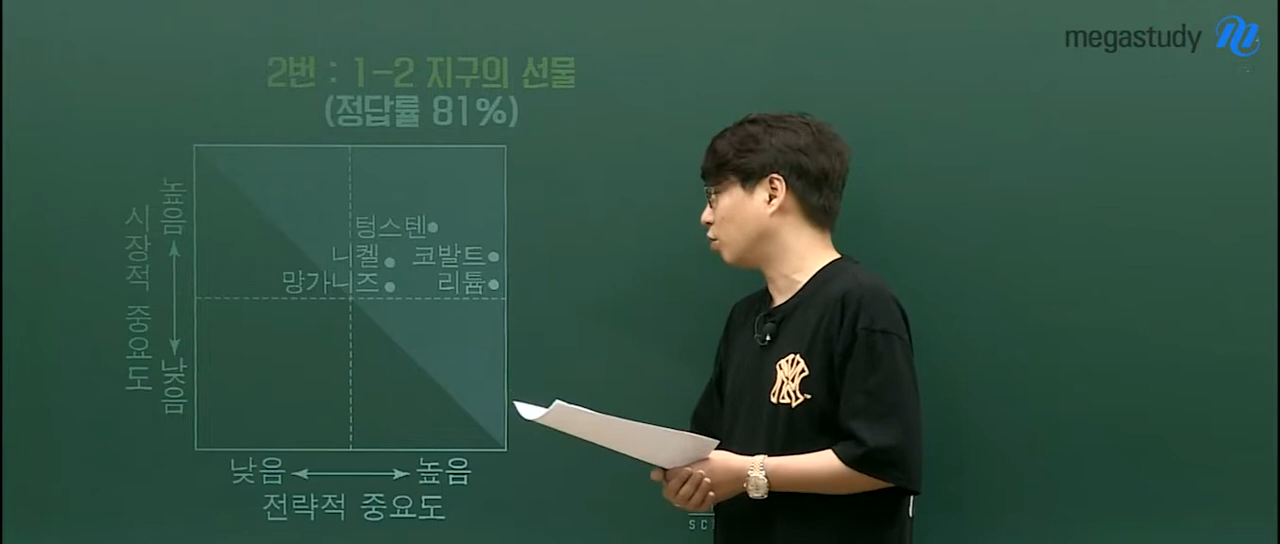 megastudy
2번 : 1-2 지구의 선물
(정답률 81%)
시장적 중요도
높음
낮음
텅스텐
니켈 코발트
망가니즈 리튬
낮음 높음
전략적 중요도